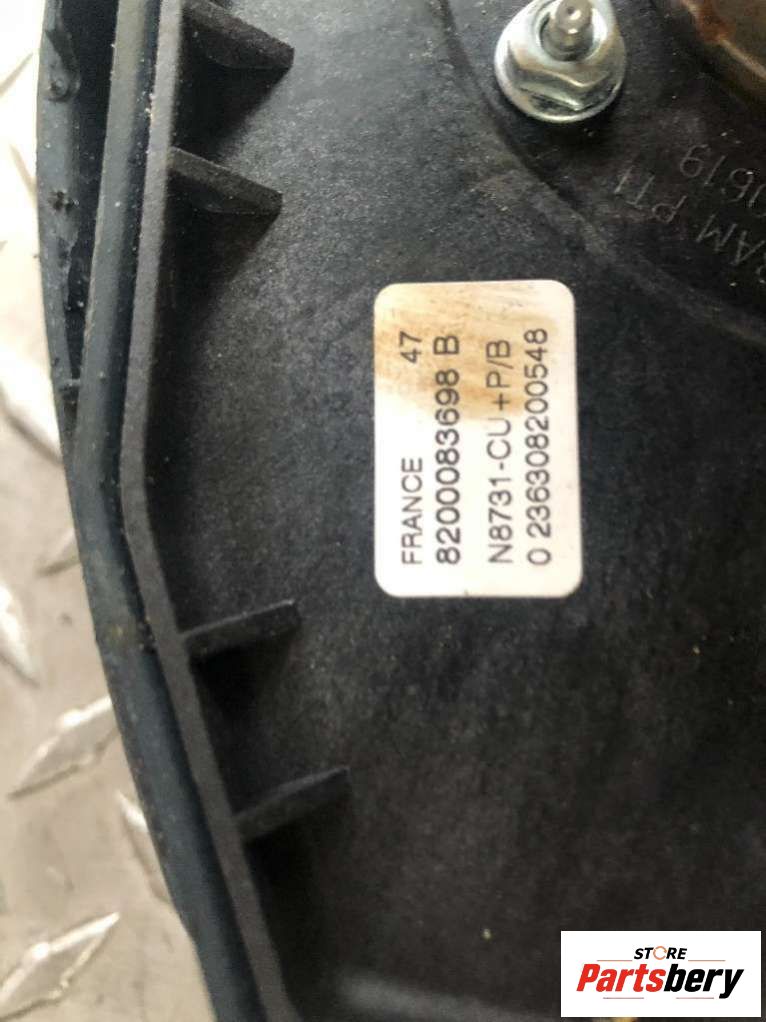 FRANCE 47
8200083698 B
N8731-CU+P/B
0 236308200548
STORE
Partsbery